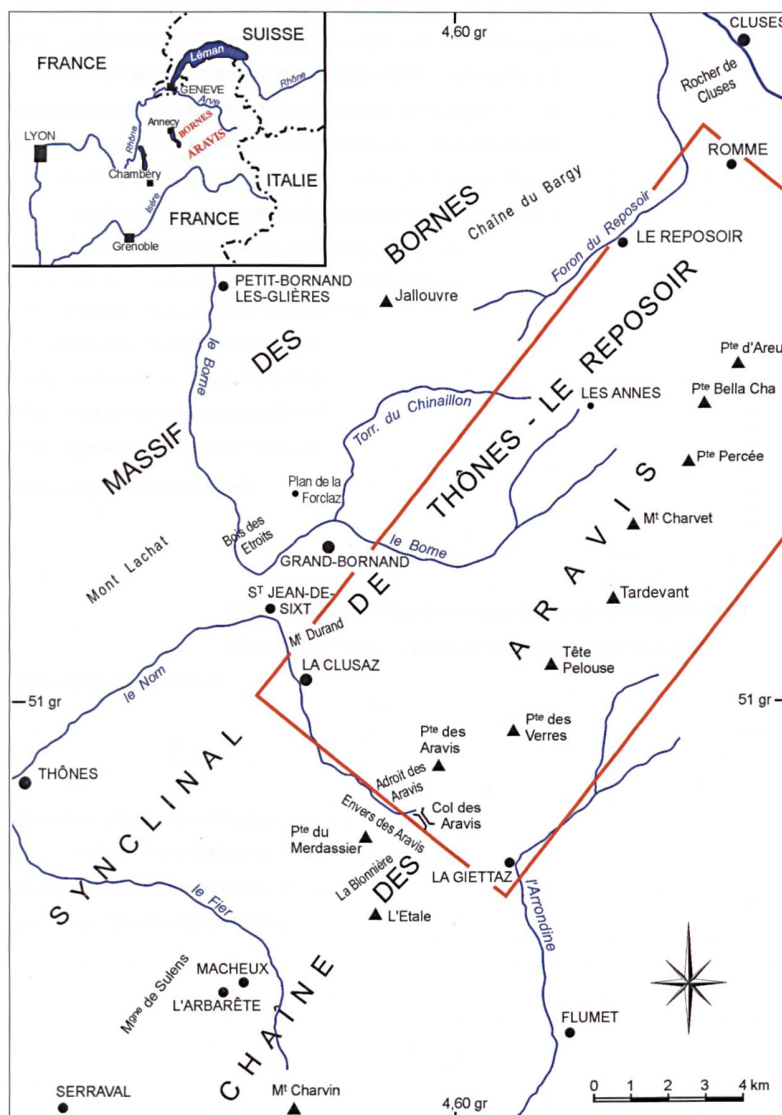 4,60 gr
CLUSES
SUISSE
FRANCE
Léman
Rhône
GENEVE
Arve
Annecy
BORNES
ARAVIS
LYON
Rhône
Chambéry
Isère
ITALIE
FRANCE
Grenoble
Rocher de
Cluses
ROMME
Chaîne du Bargy
Foron du Reposoir
LE REPOSOIR
PETIT-BORNAND
LES-GLIÈRES
Jallouvre
MASSIF DES BORNES
le Borne
Pte d'Areu
Pte Bella Cha
LES ANNES
Torr. du Chinaillon
Pte Percée
Plan de la
Forclaz
Mt Charvet
Bois des
Etroits
le Borne
GRAND-BORNAND
Mont Lachat
ST JEAN-DE-
SIXT
Tardevant
Mt Durand
Tête
Pelouse
LA CLUSAZ
le Nom
51 gr
51 gr
Pte des
Verres
Pte des
Aravis
THÔNES
Adroit des
Aravis
Col des
Aravis
Envers des Aravis
Pte du
Merdassier
La Blonnière
LA GIETTAZ
SYNCLINAL DE THÔNES - LE REPOSOIR
L'Etale
l'Arrondine
le Fier
MACHEUX
L'ARBARÊTE
Mgne de Sulens
CHAÎNE DES ARAVIS
FLUMET
SERRAVAL
Mt Charvin
4,60 gr
0 1 2 3 4 km